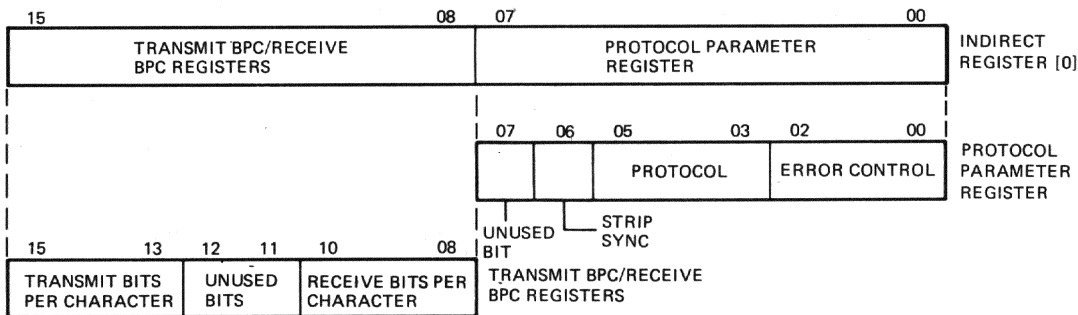 15 08 07 00
TRANSMIT BPC/RECEIVE
BPC REGISTERS
PROTOCOL PARAMETER
REGISTER
INDIRECT
REGISTER [0]
07 06 05 03 02 00
PROTOCOL
ERROR CONTROL
PROTOCOL
PARAMETER
REGISTER
UNUSED
BIT
STRIP
SYNC
15 13 12 11 10 08
TRANSMIT BITS
PER CHARACTER
UNUSED
BITS
RECEIVE BITS PER
CHARACTER
TRANSMIT BPC/RECEIVE
BPC REGISTERS